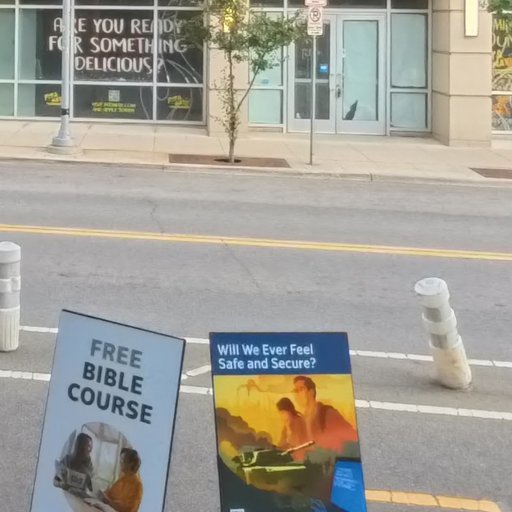 ARE YOU READY
FOR SOMETHING
DELICIOUS?
FREE
BIBLE
COURSE
Will We Ever Feel
Safe and Secure?